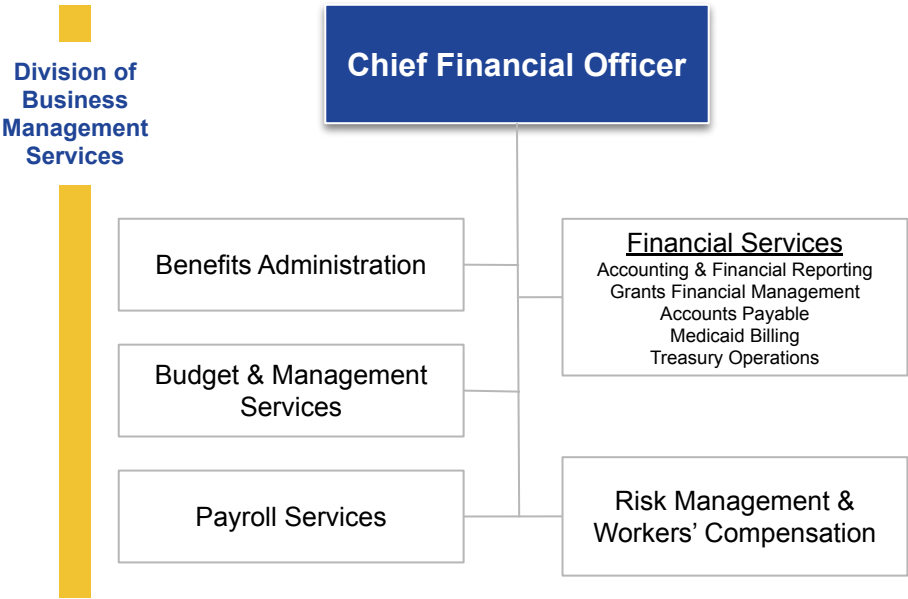 Division of
Business
Management
Services
Chief Financial Officer
Benefits Administration
Budget & Management
Services
Payroll Services
Financial Services
Accounting & Financial Reporting
Grants Financial Management
Accounts Payable
Medicaid Billing
Treasury Operations
Risk Management &
Workers’ Compensation